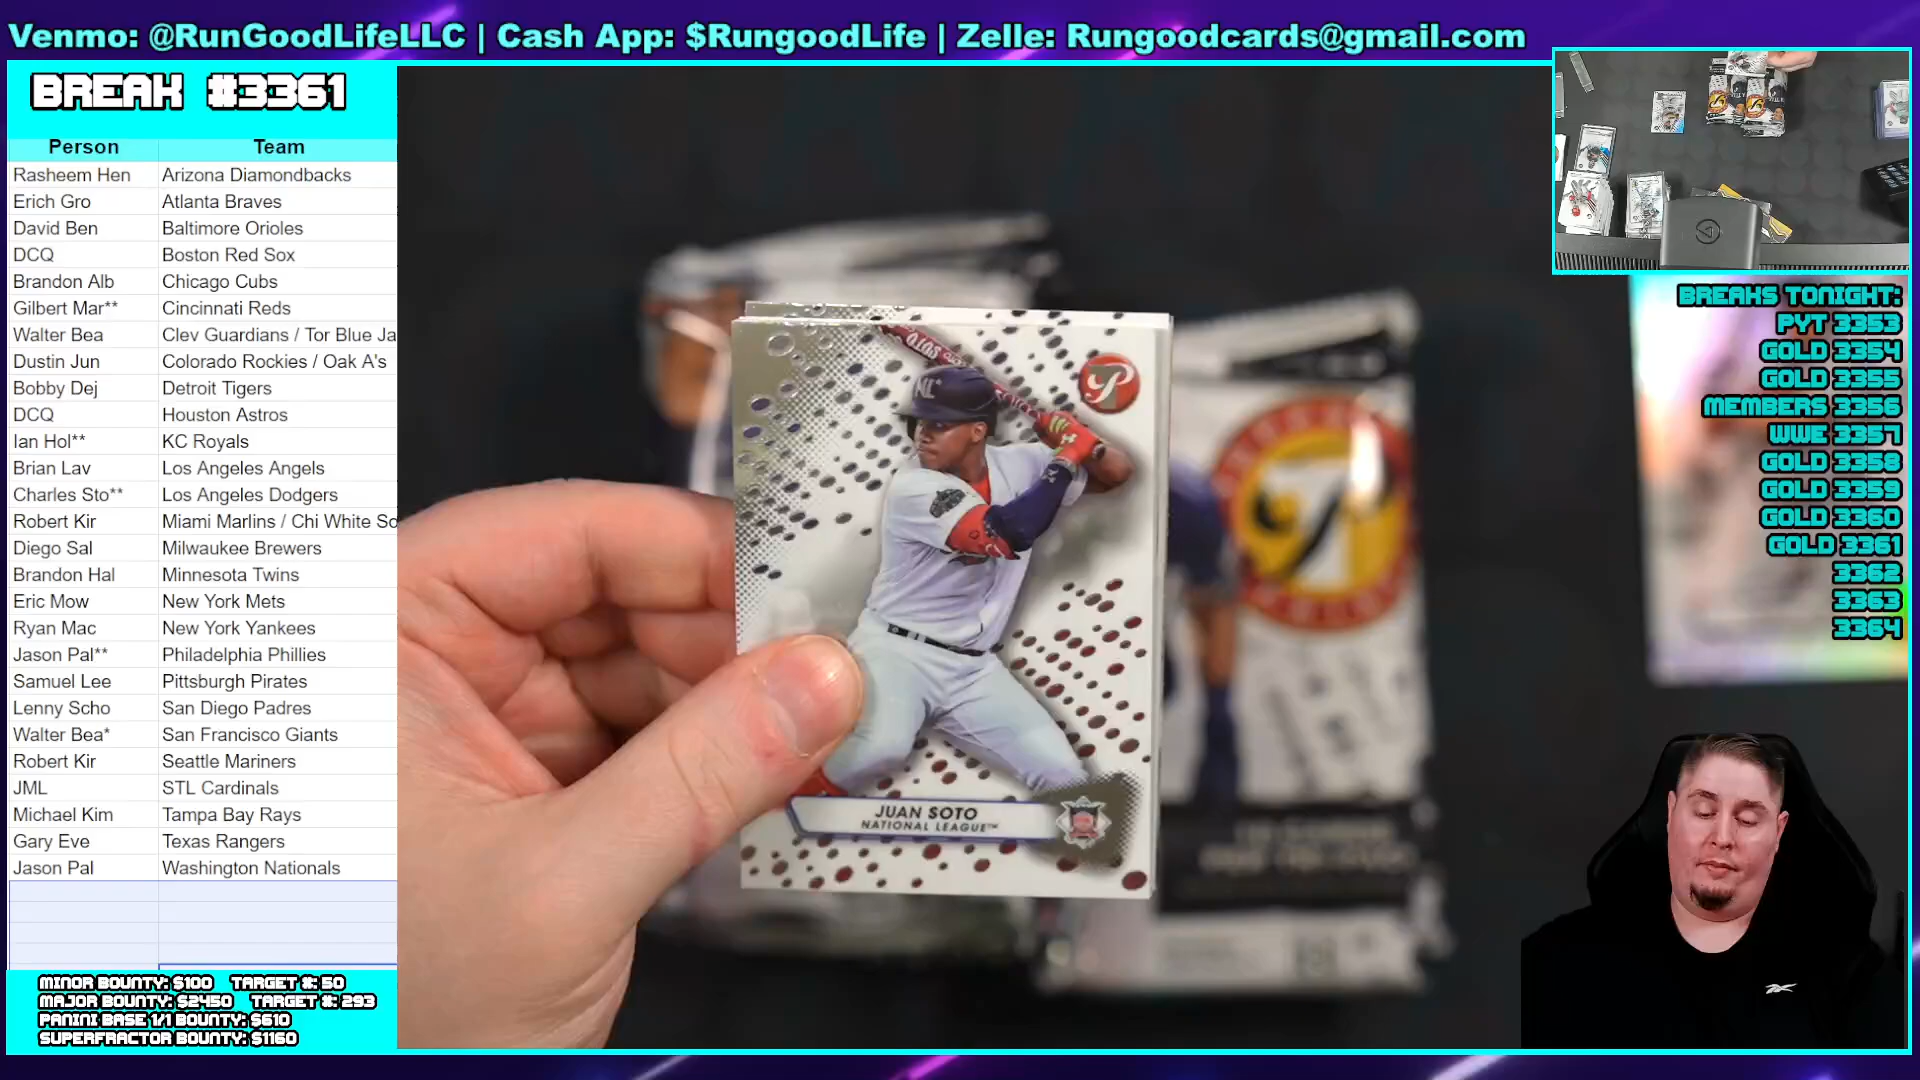 Venmo: @RunGoodLifeLLC | Cash App: $RungoodLife | Zelle: Rungoodcards@gmail.com
BREAK #3361
Person Team
Rasheem Hen Arizona Diamondbacks
Erich Gro Atlanta Braves
David Ben Baltimore Orioles
DCQ Boston Red Sox
Brandon Alb Chicago Cubs
Gilbert Mar** Cincinnati Reds
Walter Bea Clev Guardians / Tor Blue Ja
Dustin Jun Colorado Rockies / Oak A's
Bobby Dej Detroit Tigers
DCQ Houston Astros
Ian Hol** KC Royals
Brian Lav Los Angeles Angels
Charles Sto** Los Angeles Dodgers
Robert Kir Miami Marlins / Chi White So
Diego Sal Milwaukee Brewers
Brandon Hal Minnesota Twins
Eric Mow New York Mets
Ryan Mac New York Yankees
Jason Pal** Philadelphia Phillies
Samuel Lee Pittsburgh Pirates
Lenny Scho San Diego Padres
Walter Bea* San Francisco Giants
Robert Kir Seattle Mariners
JML STL Cardinals
Michael Kim Tampa Bay Rays
Gary Eve Texas Rangers
Jason Pal Washington Nationals
MINOR BOUNTY: $100 TARGET #: 50
MAJOR BOUNTY: $2450 TARGET #: 293
PANINI BASE 1/1 BOUNTY: $610
SUPERFRACTOR BOUNTY: $1160
SOTO
NL
P
JUAN SOTO
NATIONAL LEAGUE™
BREAKS TONIGHT:
PYT 3353
GOLD 3354
GOLD 3355
MEMBERS 3356
WWE 3357
GOLD 3358
GOLD 3359
GOLD 3360
GOLD 3361
3362
3363
3364